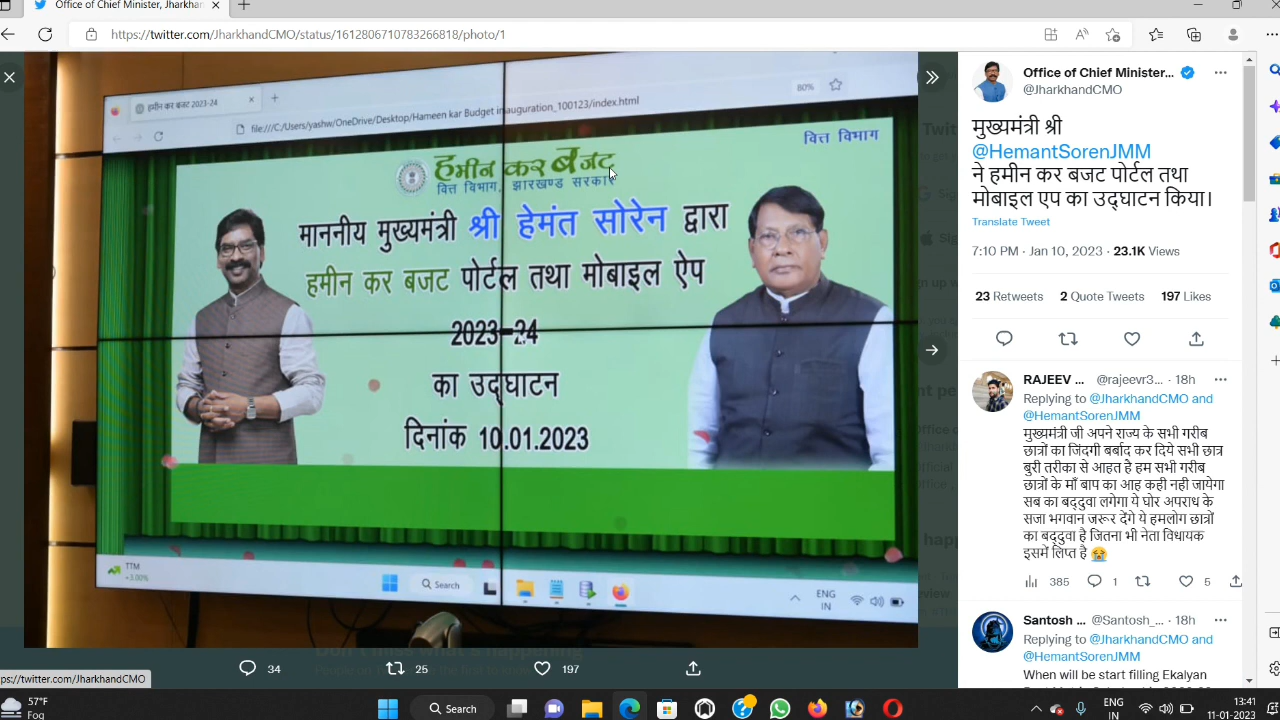 Office of Chief Minister, Jharkhan
https://twitter.com/JharkhandCMO/status/1612806710783266818/photo/1
हमीन कर बजट 2023-24
file:///C:/Users/yashw/OneDrive/Desktop/Hameen kar Budget inauguration_100123/index.html
80%
वित्त विभाग
हमीन कर बजट
वित्त विभाग, झारखण्ड सरकार
माननीय मुख्यमंत्री श्री हेमंत सोरेन द्वारा
हमीन कर बजट पोर्टल तथा मोबाइल ऐप
2023-24
का उद्घाटन
दिनांक 10.01.2023
TTM
+3.00%
Search
ENG
IN
34
25
197
ps://twitter.com/JharkhandCMO
Office of Chief Minister...
@JharkhandCMO
मुख्यमंत्री श्री
@HemantSorenJMM
ने हमीन कर बजट पोर्टल तथा
मोबाइल एप का उद्घाटन किया।
Translate Tweet
7:10 PM · Jan 10, 2023 · 23.1K Views
23 Retweets 2 Quote Tweets 197 Likes
RAJEEV ... @rajeevr3... · 18h
Replying to @JharkhandCMO and
@HemantSorenJMM
मुख्यमंत्री जी अपने राज्य के सभी गरीब
छात्रों का जिंदगी बर्बाद कर दिये सभी छात्र
बुरी तरीका से आहत है हम सभी गरीब
छात्रों के माँ बाप का आह कही नही जायेगा
सब का बद्दुवा लगेगा ये घोर अपराध के
सजा भगवान जरूर देंगे ये हमलोग छात्रों
का बद्दुवा है जितना भी नेता विधायक
इसमें लिप्त है 😭
385 1 5
Santosh ... @Santosh_... · 18h
Replying to @JharkhandCMO and
@HemantSorenJMM
When will be start filling Ekalyan
57°F
Fog
Search
ENG
IN
13:41
11-01-2023